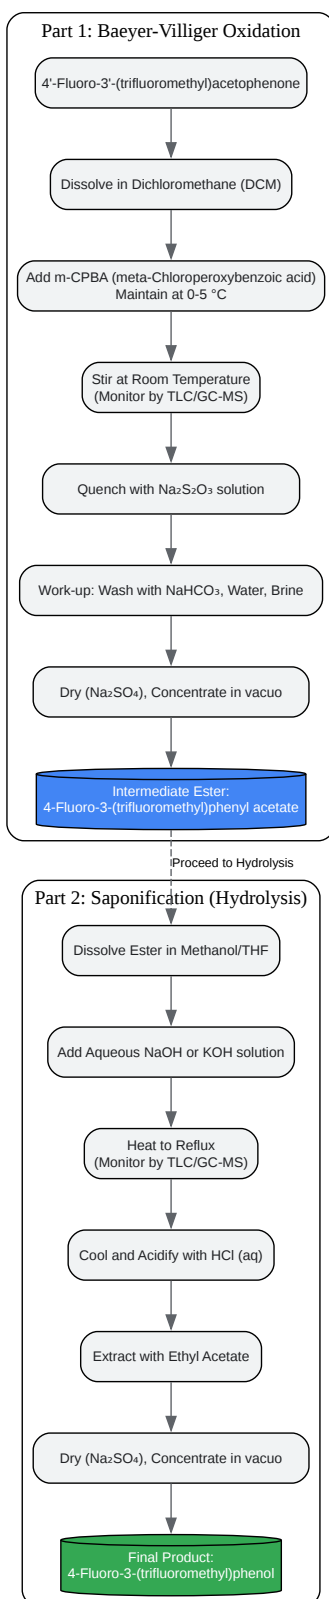 Part 1: Baeyer-Villiger Oxidation
4'-Fluoro-3'-(trifluoromethyl)acetophenone
Dissolve in Dichloromethane (DCM)
Add m-CPBA (meta-Chloroperoxybenzoic acid)
Maintain at 0-5 °C
Stir at Room Temperature
(Monitor by TLC/GC-MS)
Quench with Na₂S₂O₃ solution
Work-up: Wash with NaHCO₃, Water, Brine
Dry (Na₂SO₄), Concentrate in vacuo
Intermediate Ester:
4-Fluoro-3-(trifluoromethyl)phenyl acetate
Proceed to Hydrolysis
Part 2: Saponification (Hydrolysis)
Dissolve Ester in Methanol/THF
Add Aqueous NaOH or KOH solution
Heat to Reflux
(Monitor by TLC/GC-MS)
Cool and Acidify with HCl (aq)
Extract with Ethyl Acetate
Dry (Na₂SO₄), Concentrate in vacuo
Final Product:
4-Fluoro-3-(trifluoromethyl)phenol